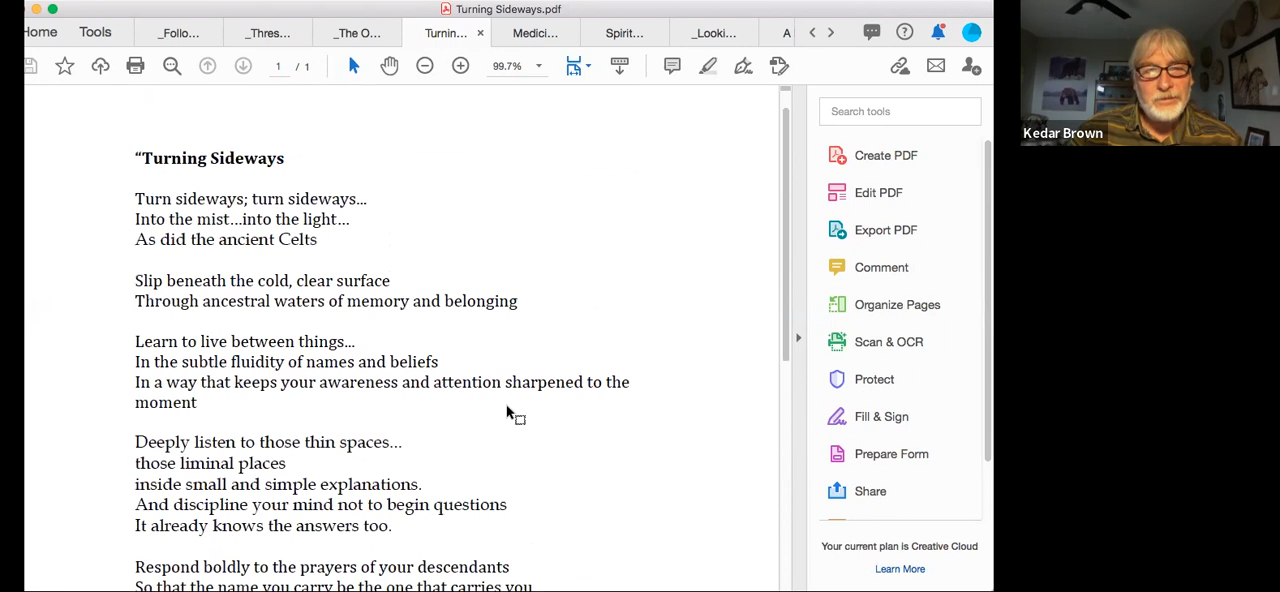 Turning Sideways.pdf
Home Tools _Follo... _Thres... _The O... Turnin... × Medici... Spirit... _Looki... A
1 / 1 99.7%
Kedar Brown
“Turning Sideways
Turn sideways; turn sideways...
Into the mist...into the light...
As did the ancient Celts
Slip beneath the cold, clear surface
Through ancestral waters of memory and belonging
Learn to live between things...
In the subtle fluidity of names and beliefs
In a way that keeps your awareness and attention sharpened to the
moment
Deeply listen to those thin spaces...
those liminal places
inside small and simple explanations.
And discipline your mind not to begin questions
It already knows the answers too.
Respond boldly to the prayers of your descendants
So that the name you carry be the one that carries you
Search tools
Create PDF
Edit PDF
Export PDF
Comment
Organize Pages
Scan & OCR
Protect
Fill & Sign
Prepare Form
Share
Your current plan is Creative Cloud
Learn More